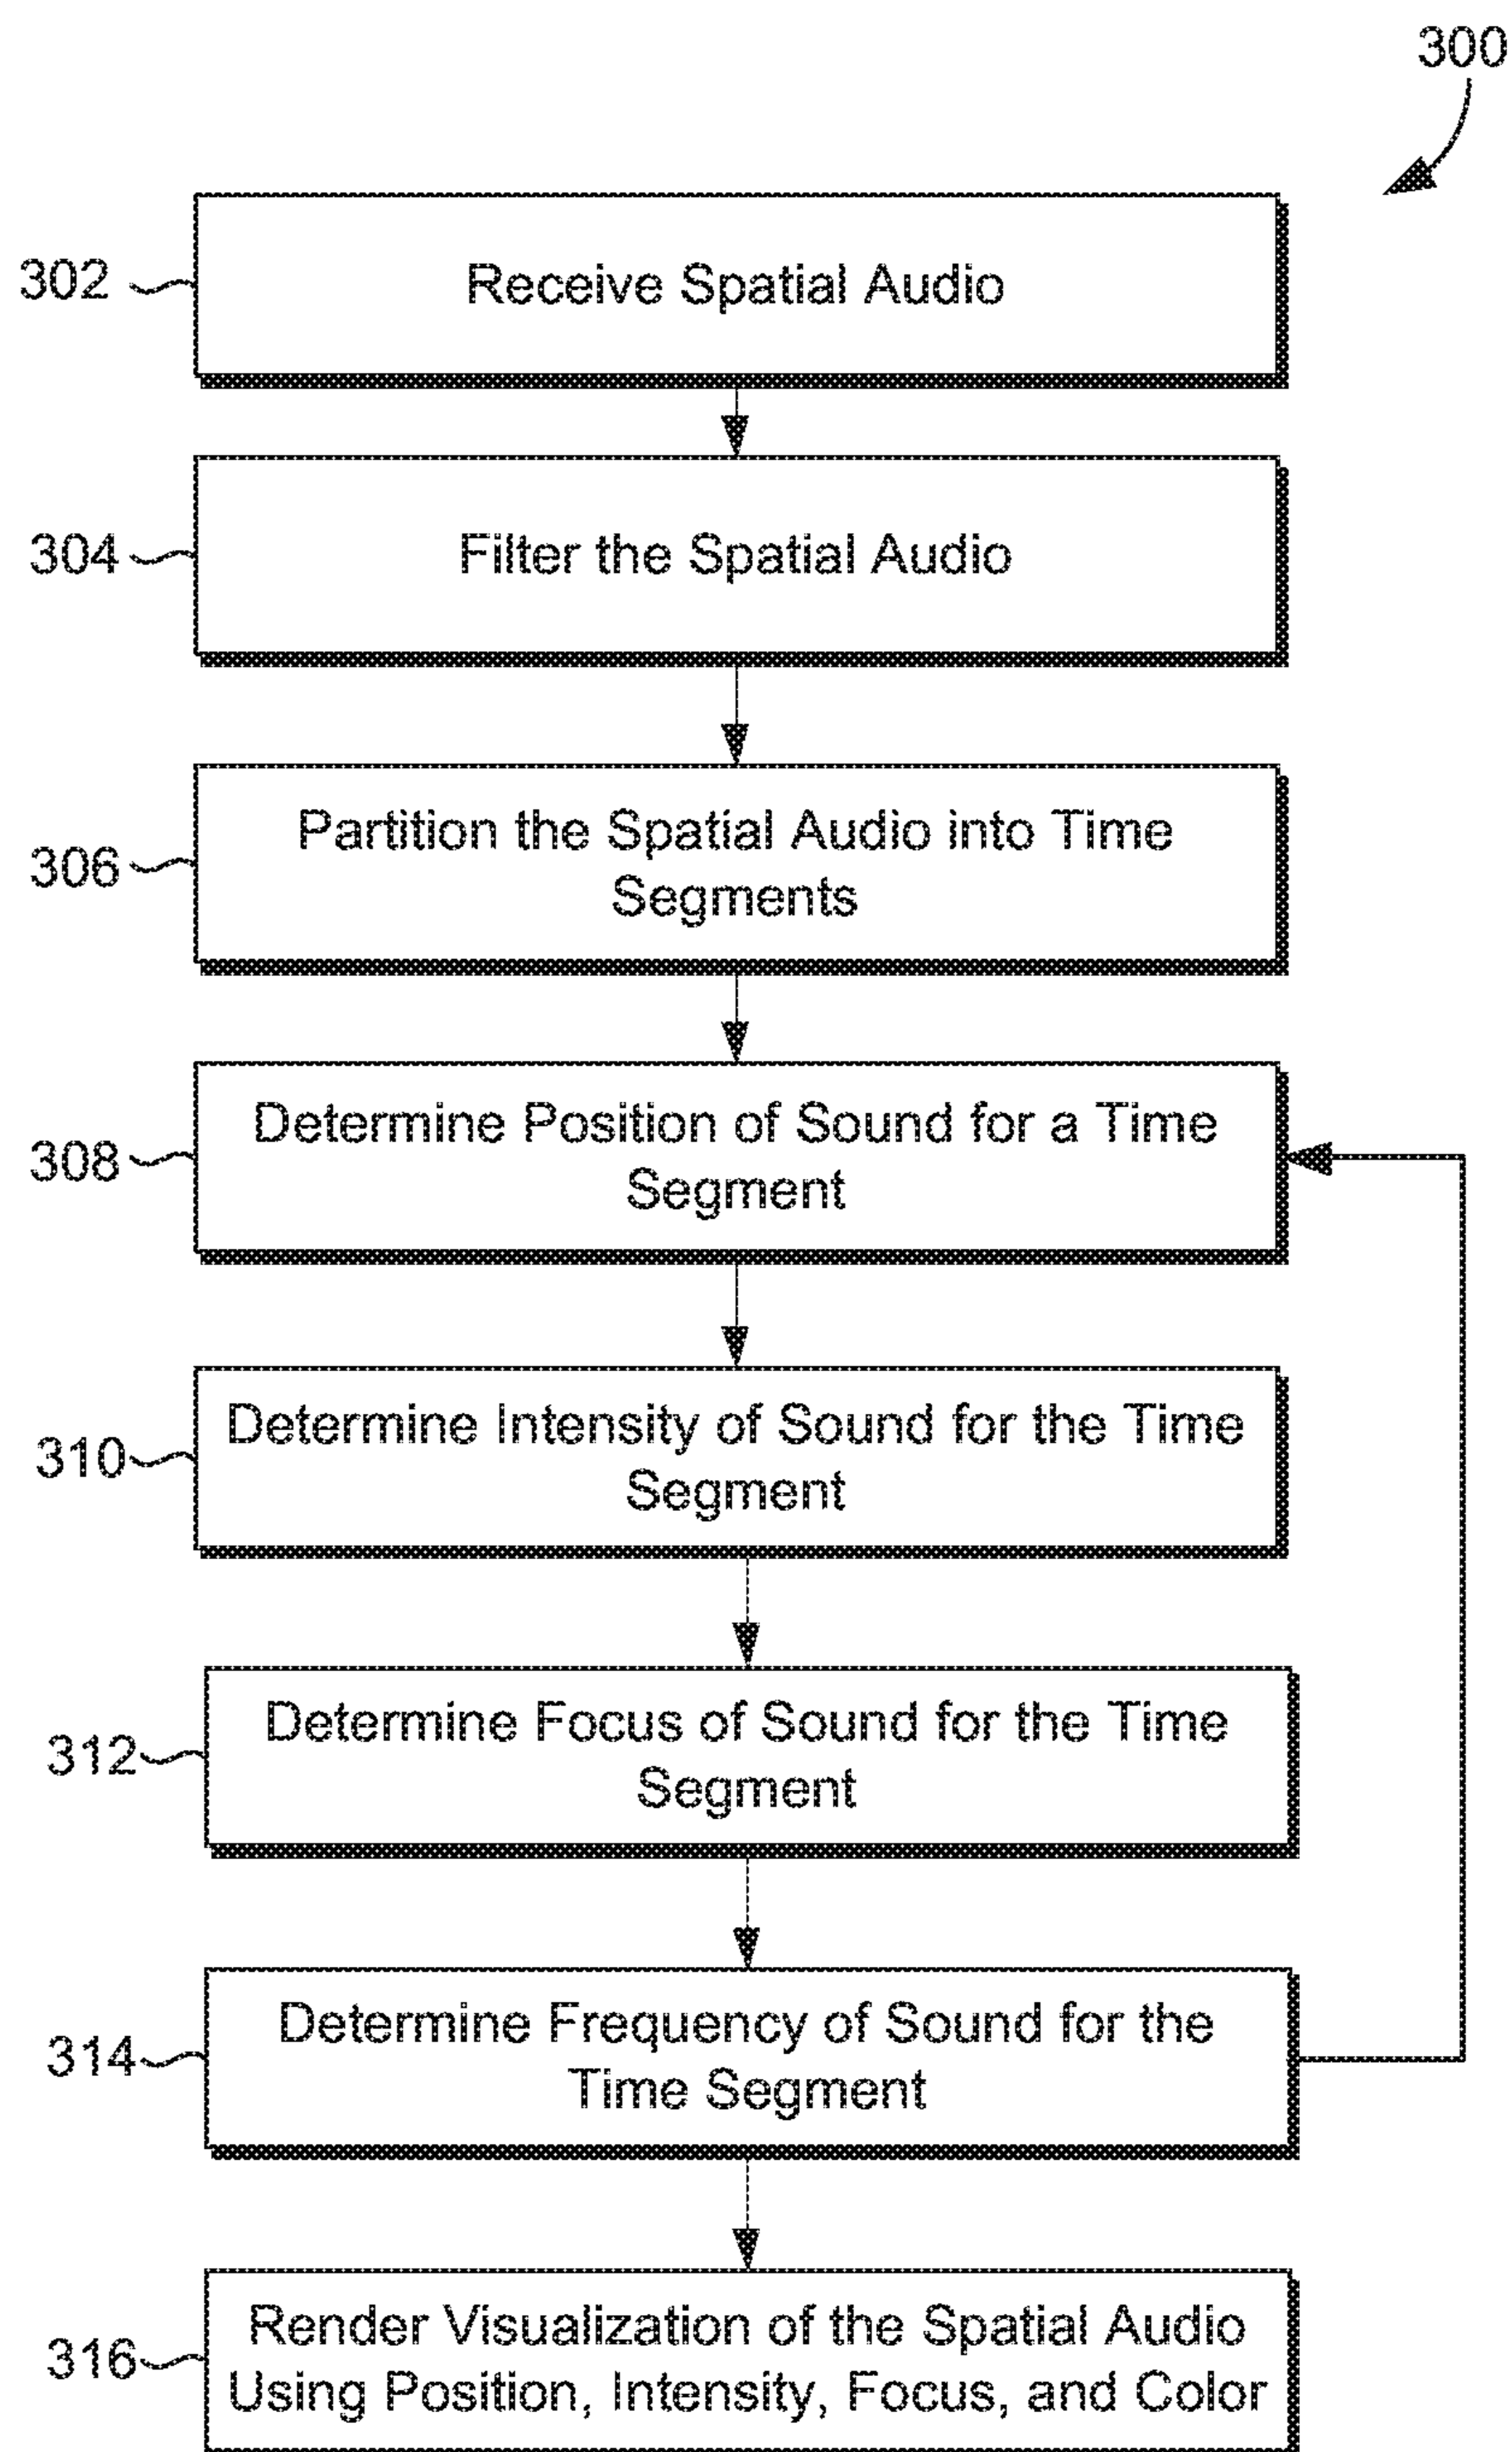 300
302
Receive Spatial Audio
304
Filter the Spatial Audio
306
Partition the Spatial Audio into Time
Segments
308
Determine Position of Sound for a Time
Segment
310
Determine Intensity of Sound for the Time
Segment
312
Determine Focus of Sound for the Time
Segment
314
Determine Frequency of Sound for the
Time Segment
316
Render Visualization of the Spatial Audio
Using Position, Intensity, Focus, and Color